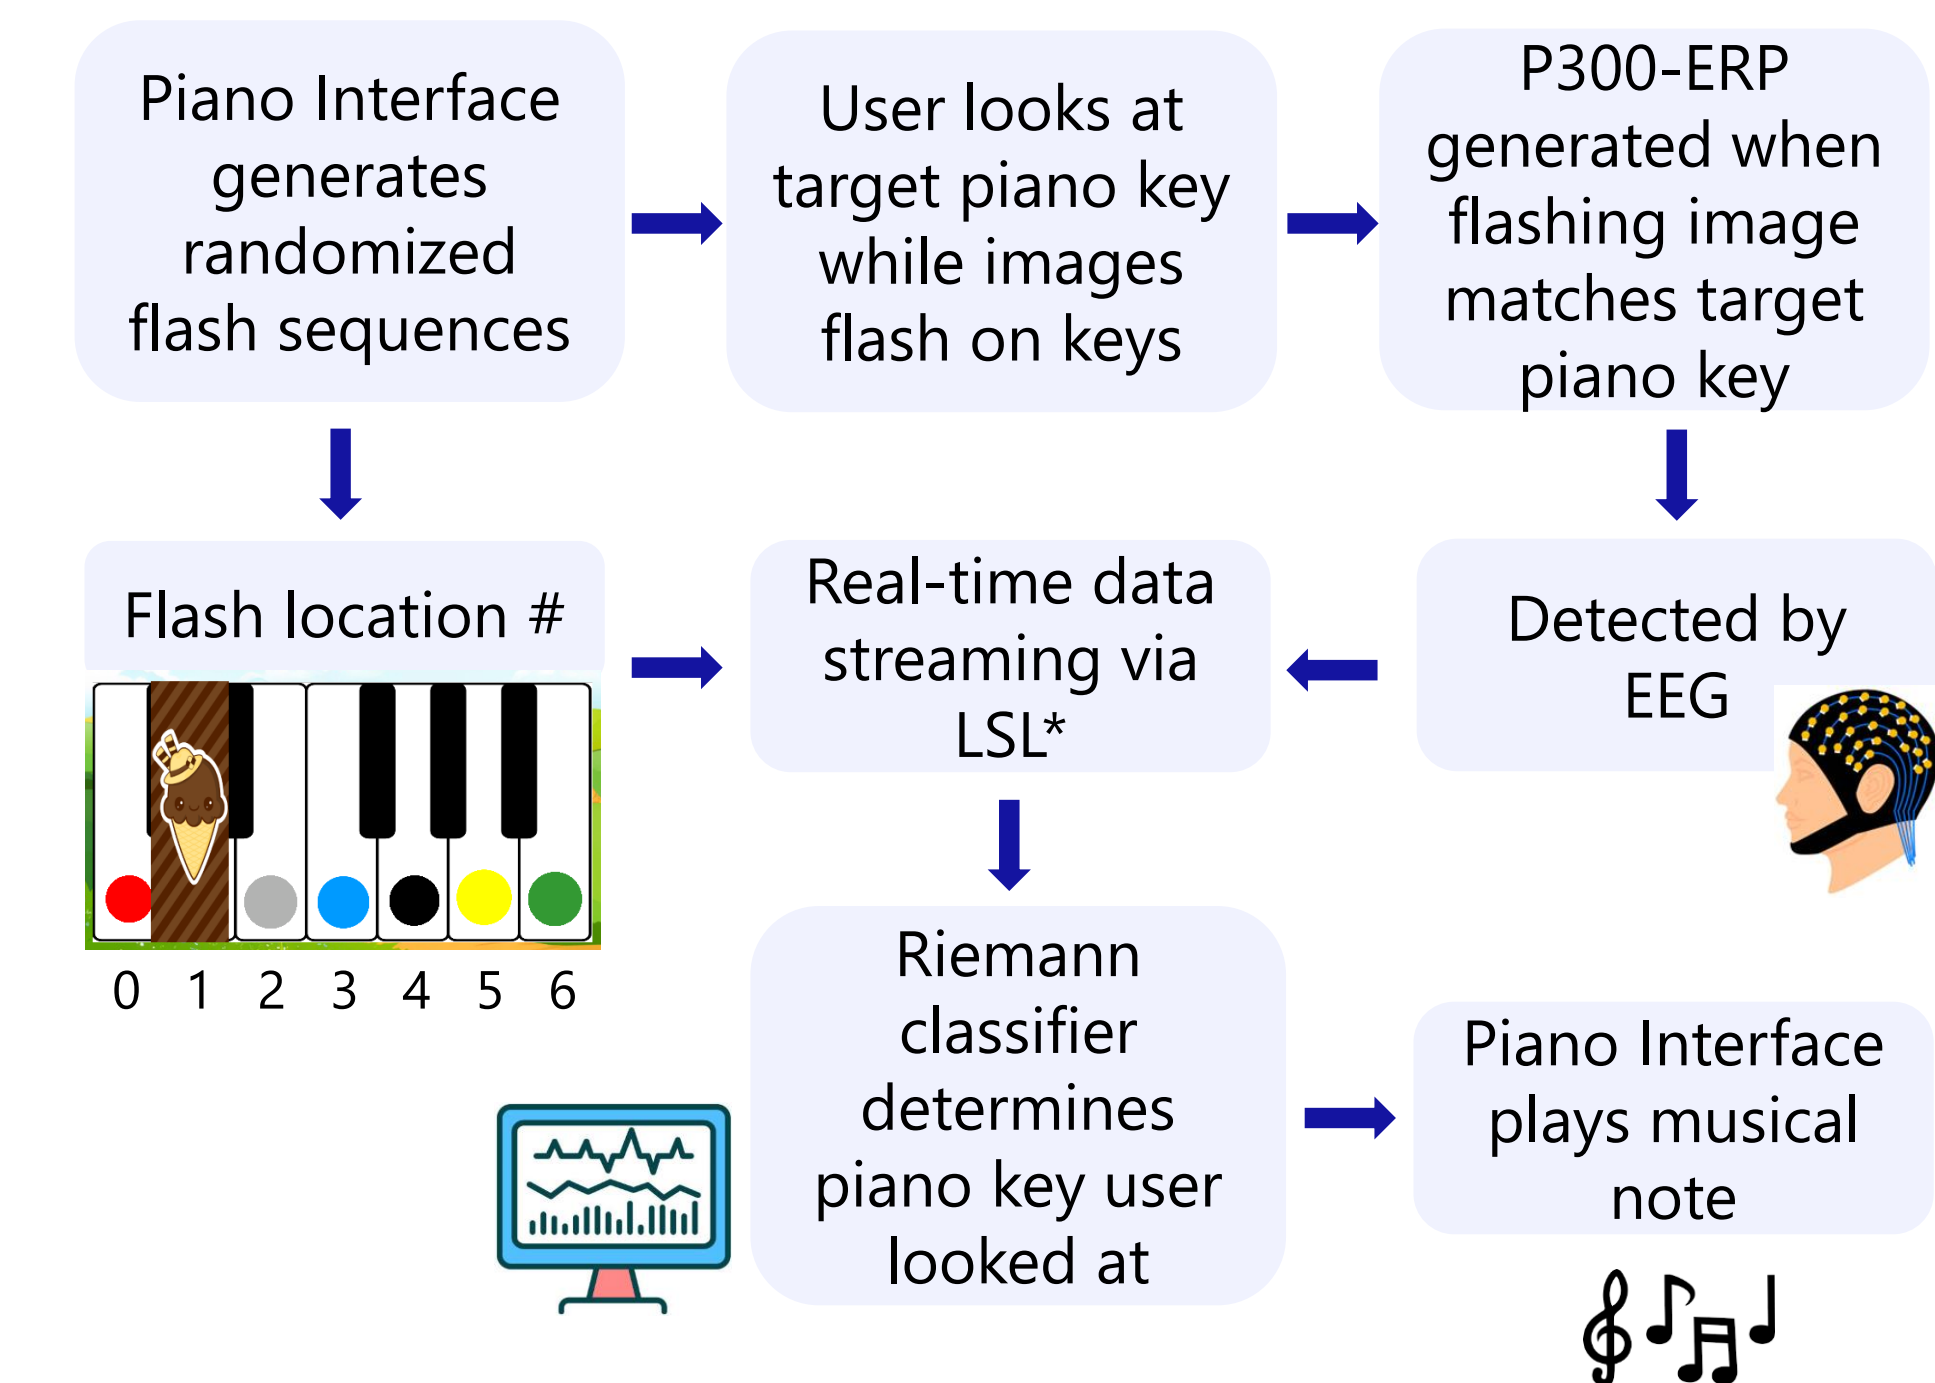 Piano Interface
generates
randomized
flash sequences
User looks at
target piano key
while images
flash on keys
P300-ERP
generated when
flashing image
matches target
piano key
Flash location #
0 1 2 3 4 5 6
Real-time data
streaming via
LSL*
Detected by
EEG
Riemann
classifier
determines
piano key user
looked at
Piano Interface
plays musical
note